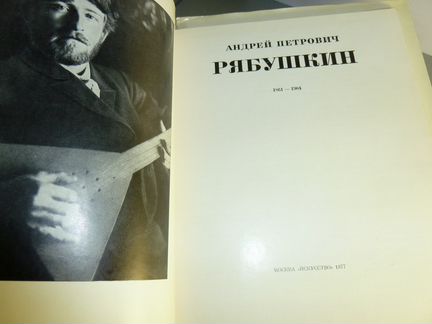 АНДРЕЙ ПЕТРОВИЧ
РЯБУШКИН
1861 — 1904
МОСКВА «ИСКУССТВО» 1977